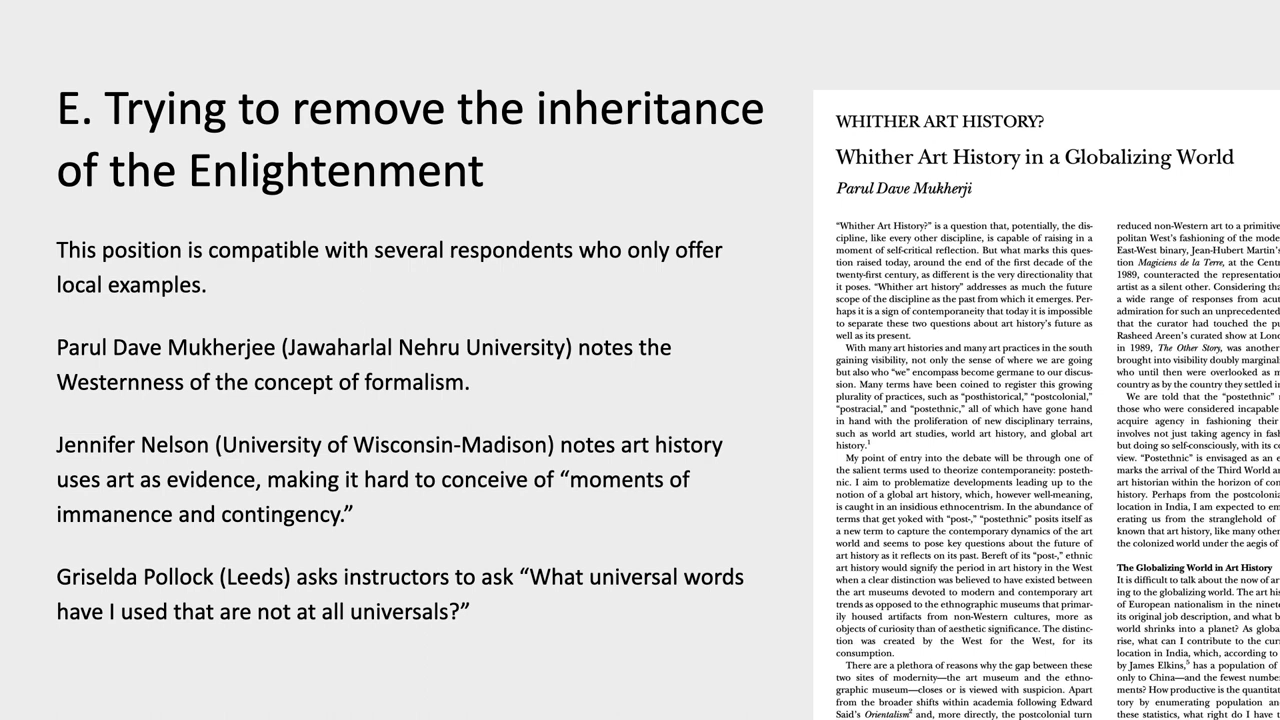 E. Trying to remove the inheritance
of the Enlightenment
This position is compatible with several respondents who only offer
local examples.
Parul Dave Mukherjee (Jawaharlal Nehru University) notes the
Westernness of the concept of formalism.
Jennifer Nelson (University of Wisconsin-Madison) notes art history
uses art as evidence, making it hard to conceive of “moments of
immanence and contingency.”
Griselda Pollock (Leeds) asks instructors to ask “What universal words
have I used that are not at all universals?”
WHITHER ART HISTORY?
Whither Art History in a Globalizing World
Parul Dave Mukherji
“Whither Art History?” is a question that, potentially, the dis-
cipline, like every other discipline, is capable of raising in a
moment of self-critical reflection. But what marks this ques-
tion raised today, around the end of the first decade of the
twenty-first century, as different is the very directionality that
it poses. “Whither art history” addresses as much the future
scope of the discipline as the past from which it emerges. Per-
haps it is a sign of contemporaneity that today it is impossible
to separate these two questions about art history’s future as
well as its present.
With many art histories and many art practices in the south
gaining visibility, not only the sense of where we are going
but also who “we” encompass become germane to our discus-
sion. Many terms have been coined to register this growing
plurality of practices, such as “posthistorical,” “postcolonial,”
“postracial,” and “postethnic,” all of which have gone hand
in hand with the proliferation of new disciplinary terrains,
such as world art studies, world art history, and global art
history.1
My point of entry into the debate will be through one of
the salient terms used to theorize contemporaneity: posteth-
nic. I aim to problematize developments leading up to the
notion of a global art history, which, however well-meaning,
is caught in an insidious ethnocentrism. In the abundance of
terms that get yoked with “post-,” “postethnic” posits itself as
a new term to capture the contemporary dynamics of the art
world and seems to pose key questions about the future of
art history as it reflects on its past. Bereft of its “post-,” ethnic
art history would signify the period in art history in the West
when a clear distinction was believed to have existed between
the art museums devoted to modern and contemporary art
trends as opposed to the ethnographic museums that primar-
ily housed artifacts from non-Western cultures, more as
objects of curiosity than of aesthetic significance. The distinc-
tion was created by the West for the West, for its
consumption.
There are a plethora of reasons why the gap between these
two sites of modernity—the art museum and the ethno-
graphic museum—closes or is viewed with suspicion. Apart
from the broader shifts within academia following Edward
Said’s Orientalism2 and, more directly, the postcolonial turn
reduced non-Western art to a primitive
politan West’s fashioning of the mode
East-West binary, Jean-Hubert Martin’s
tion Magiciens de la Terre, at the Cent
1989, counteracted the representation
artist as a silent other. Considering tha
a wide range of responses from acut
admiration for such an unprecedented
that the curator had touched the pu
Rasheed Areen’s curated show at Lon
in 1989, The Other Story, was another
brought into visibility doubly marginal
who until then were overlooked as m
country as by the country they settled i
We are told that the “postethnic”
those who were considered incapable
acquire agency in fashioning their
involves not just taking agency in fash
but doing so self-consciously, with its co
view. “Postethnic” is envisaged as an e
marks the arrival of the Third World a
art historian within the horizon of con
history. Perhaps from the postcolonia
location in India, I am expected to em
erating us from the stranglehold of
known that art history, like many other
the colonized world under the aegis of
The Globalizing World in Art History
It is difficult to talk about the now of ar
ing to the globalizing world. The art his
of European nationalism in the ninet
its original job description, and what b
world shrinks into a planet? As globa
rise, what can I contribute to the curr
location in India, which, according to
by James Elkins,5 has a population of
only to China—and the fewest number
ments? How productive is the quantitat
tory by enumerating population an
these statistics, what right do I have t